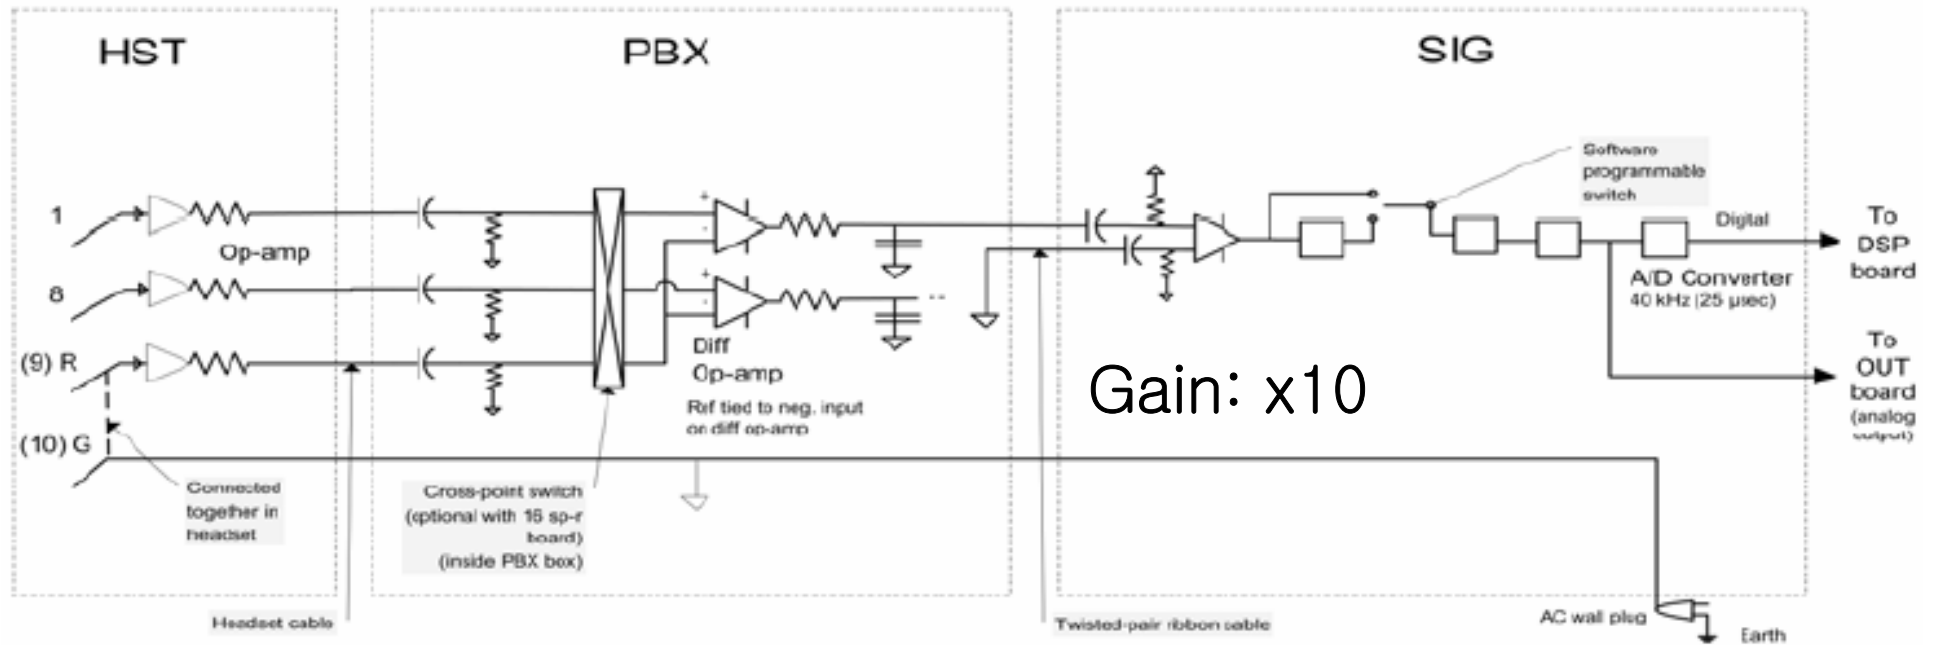 HST
PBX
SIG
Software
programmable
switch
1
Op-amp
Digital
To
DSP
board
8
A/D Converter
40 kHz (25 µsec)
(9) R
Diff
Op-amp
Ref tied to neg. input
on diff op-amp
Gain: x10
To
OUT
board
(analog
output)
(10) G
Connected
together in
headset
Cross-point switch
(optional with 16 sp-r
board)
(inside PBX box)
Headset cable
Twisted-pair ribbon cable
AC wall plug
Earth
+
-
+
-
--